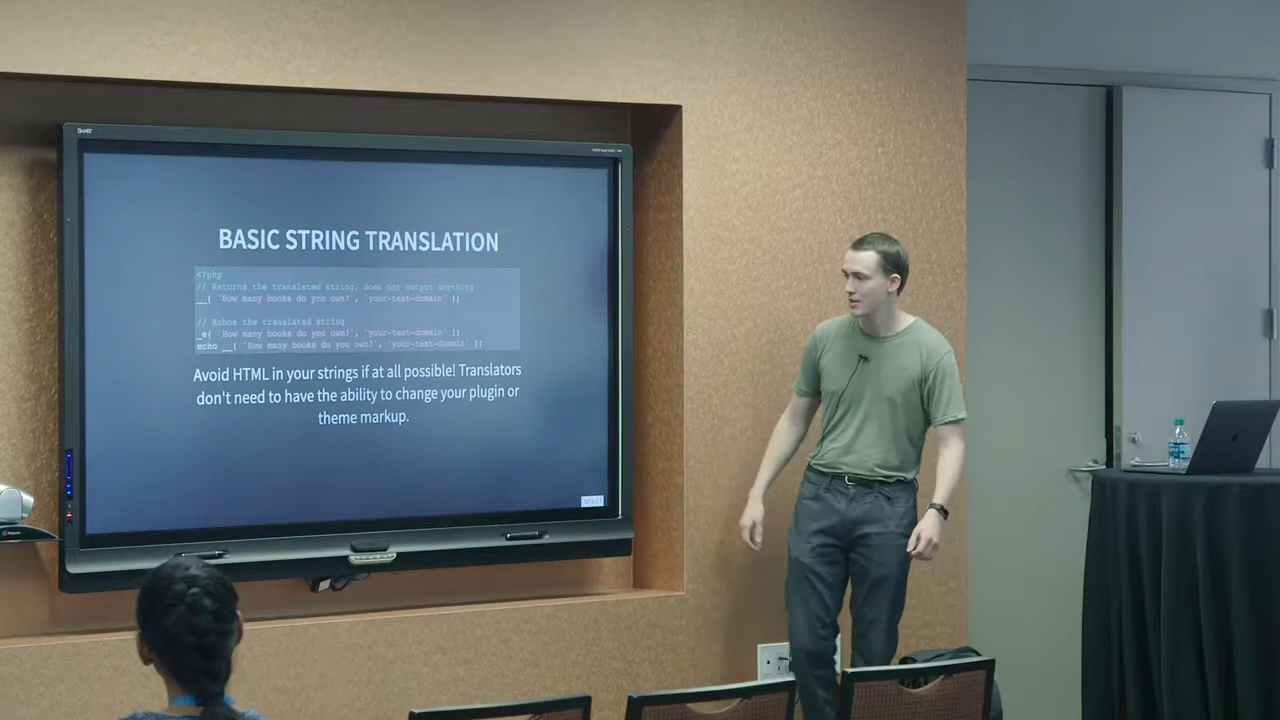 SMART
BASIC STRING TRANSLATION
<?php
// Returns the translated string, does not output anything
__( 'How many books do you own?', 'your-text-domain' );
// Echos the translated string
_e( 'How many books do you own?', 'your-text-domain' );
echo __( 'How many books do you own?', 'your-text-domain' );
Avoid HTML in your strings if at all possible! Translators
don't need to have the ability to change your plugin or
theme markup.